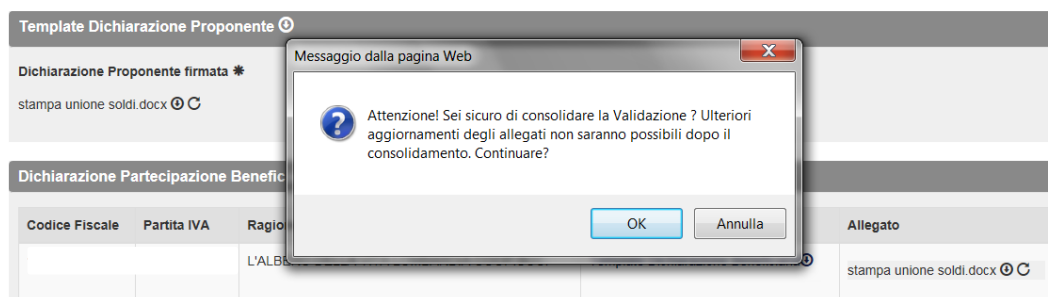 Template Dichiarazione Proponente
Messaggio dalla pagina Web
X
Dichiarazione Proponente firmata *
stampa unione soldi.docx
Attenzione! Sei sicuro di consolidare la Validazione ? Ulteriori
aggiornamenti degli allegati non saranno possibili dopo il
consolidamento. Continuare?
Dichiarazione Partecipazione Benefic
OK Annulla
Codice Fiscale Partita IVA Ragio Allegato
L'ALBE
stampa unione soldi.docx